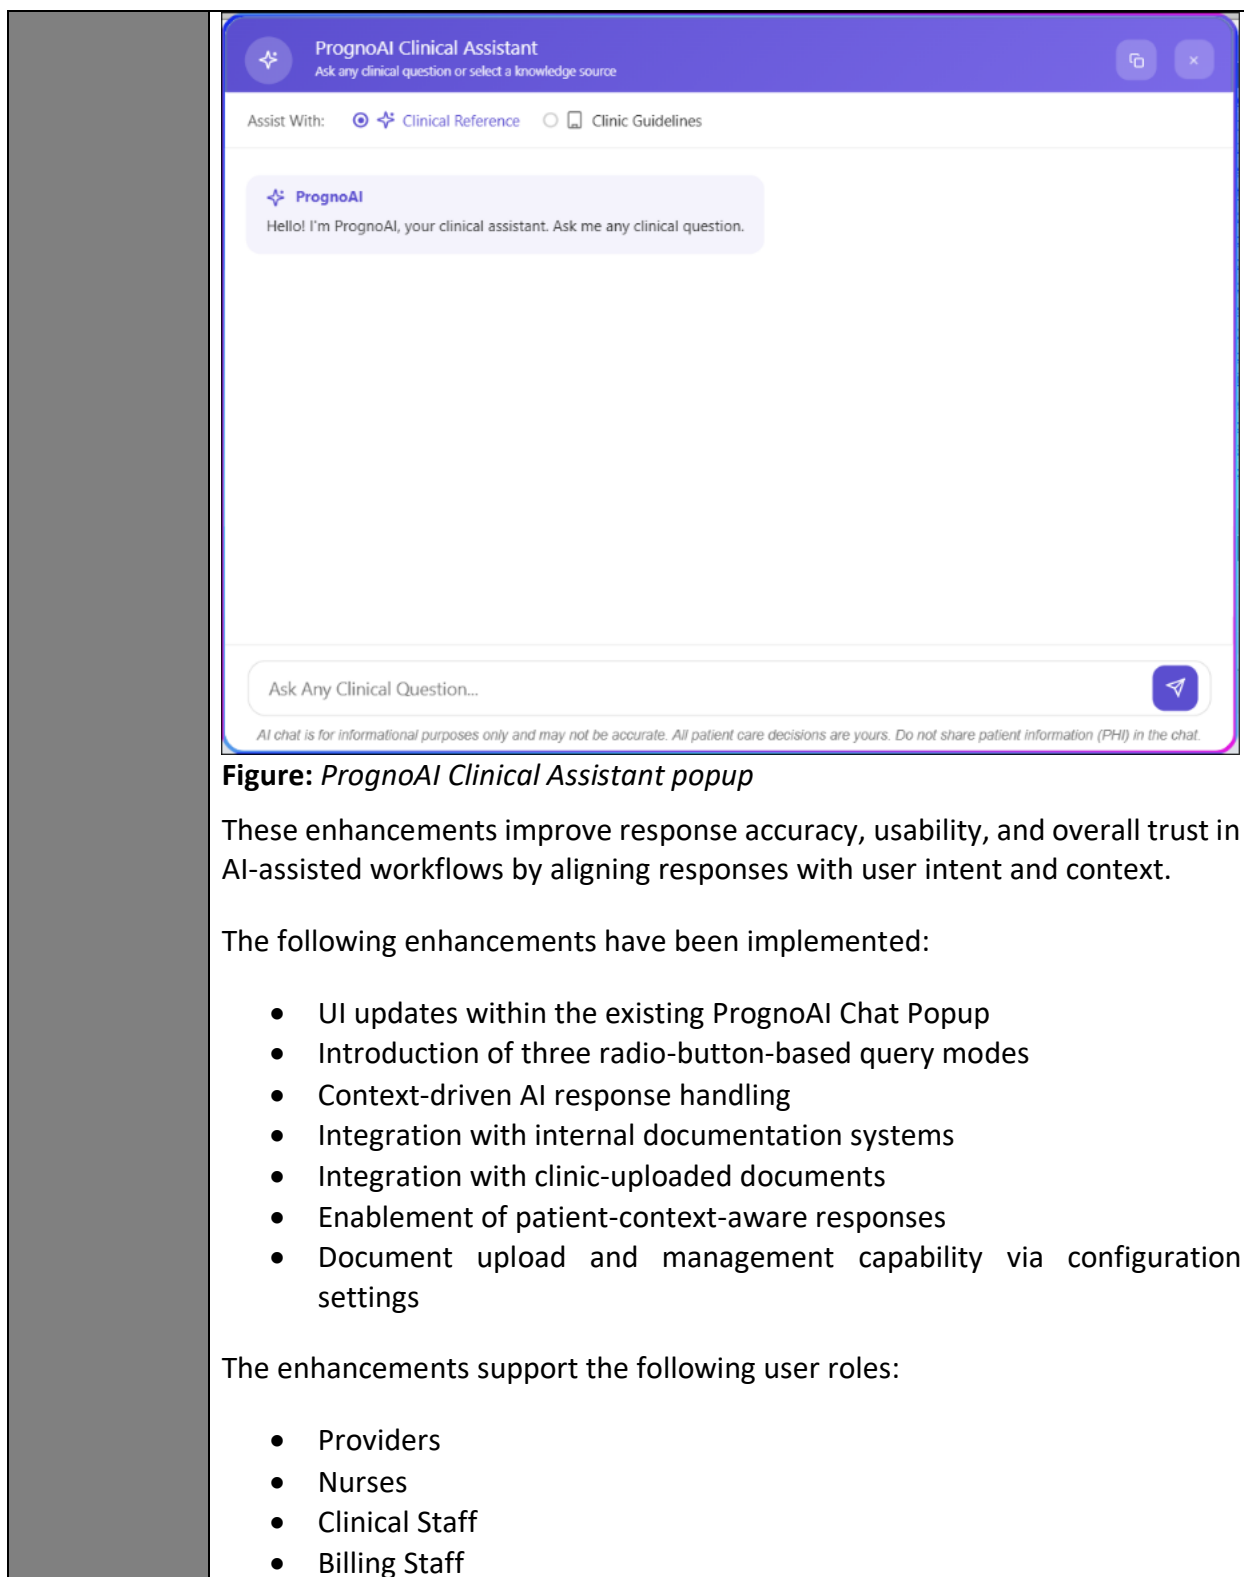 PrognoAI Clinical Assistant
Ask any clinical question or select a knowledge source
Assist With: Clinical Reference Clinic Guidelines
PrognoAI
Hello! I'm PrognoAI, your clinical assistant. Ask me any clinical question.
Ask Any Clinical Question...
AI chat is for informational purposes only and may not be accurate. All patient care decisions are yours. Do not share patient information (PHI) in the chat.
Figure: PrognoAI Clinical Assistant popup
These enhancements improve response accuracy, usability, and overall trust in
AI-assisted workflows by aligning responses with user intent and context.
The following enhancements have been implemented:
• UI updates within the existing PrognoAI Chat Popup
• Introduction of three radio-button-based query modes
• Context-driven AI response handling
• Integration with internal documentation systems
• Integration with clinic-uploaded documents
• Enablement of patient-context-aware responses
• Document upload and management capability via configuration
settings
The enhancements support the following user roles:
• Providers
• Nurses
• Clinical Staff
• Billing Staff